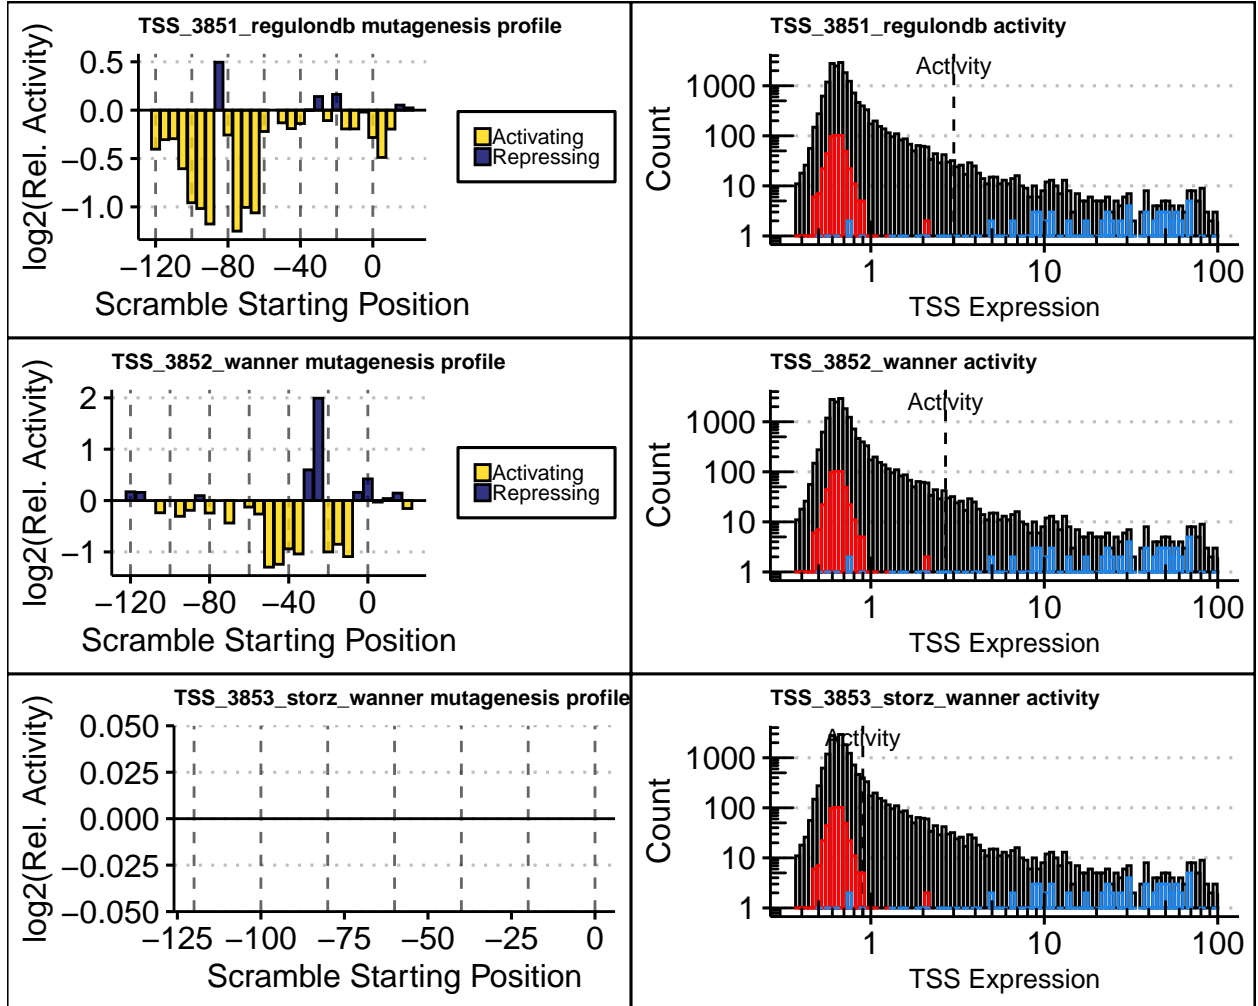 TSS_3851_regulondb mutagenesis profile
log2(Rel. Activity)
0.5
0.0
−0.5
−1.0
−120 −80 −40 0
Scramble Starting Position
Activating
Repressing
TSS_3851_regulondb activity
Activity
Count
1000
100
10
1
1 10 100
TSS Expression
TSS_3852_wanner mutagenesis profile
log2(Rel. Activity)
2
1
0
−1
−120 −80 −40 0
Scramble Starting Position
Activating
Repressing
TSS_3852_wanner activity
Activity
Count
1000
100
10
1
1 10 100
TSS Expression
TSS_3853_storz_wanner mutagenesis profile
log2(Rel. Activity)
0.050
0.025
0.000
−0.025
−0.050
−125 −100 −75 −50 −25 0
Scramble Starting Position
TSS_3853_storz_wanner activity
Activity
Count
1000
100
10
1
1 10 100
TSS Expression